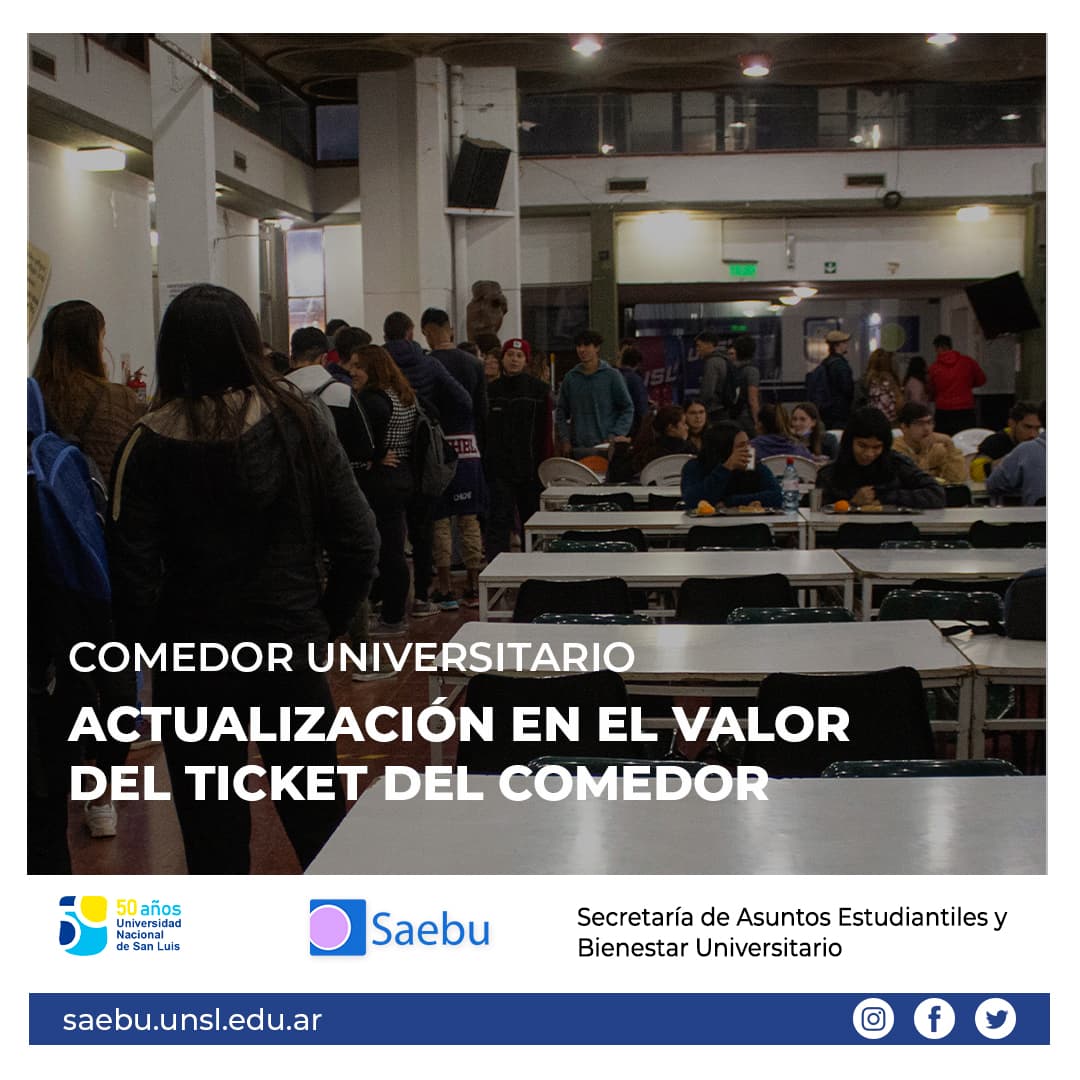 COMEDOR UNIVERSITARIO
ACTUALIZACIÓN EN EL VALOR
DEL TICKET DEL COMEDOR
50 años
Universidad
Nacional
de San Luis
Saebu
Secretaría de Asuntos Estudiantiles y
Bienestar Universitario
saebu.unsl.edu.ar